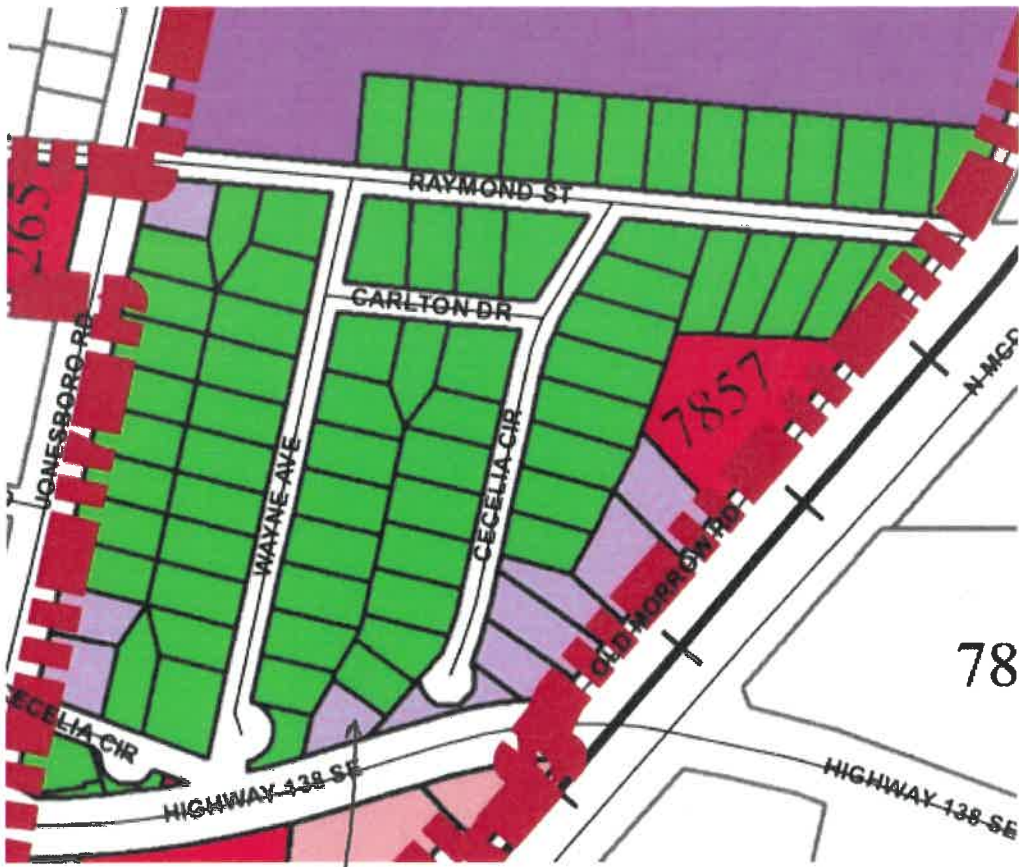 RAYMOND ST
265
CARLTON DR
JONESBORO RD
7857
WAYNE AVE
CECELIA CIR
OLD MORROW RD
78
CECELIA CIR
HIGHWAY 138 SE
HIGHWAY 138 SE